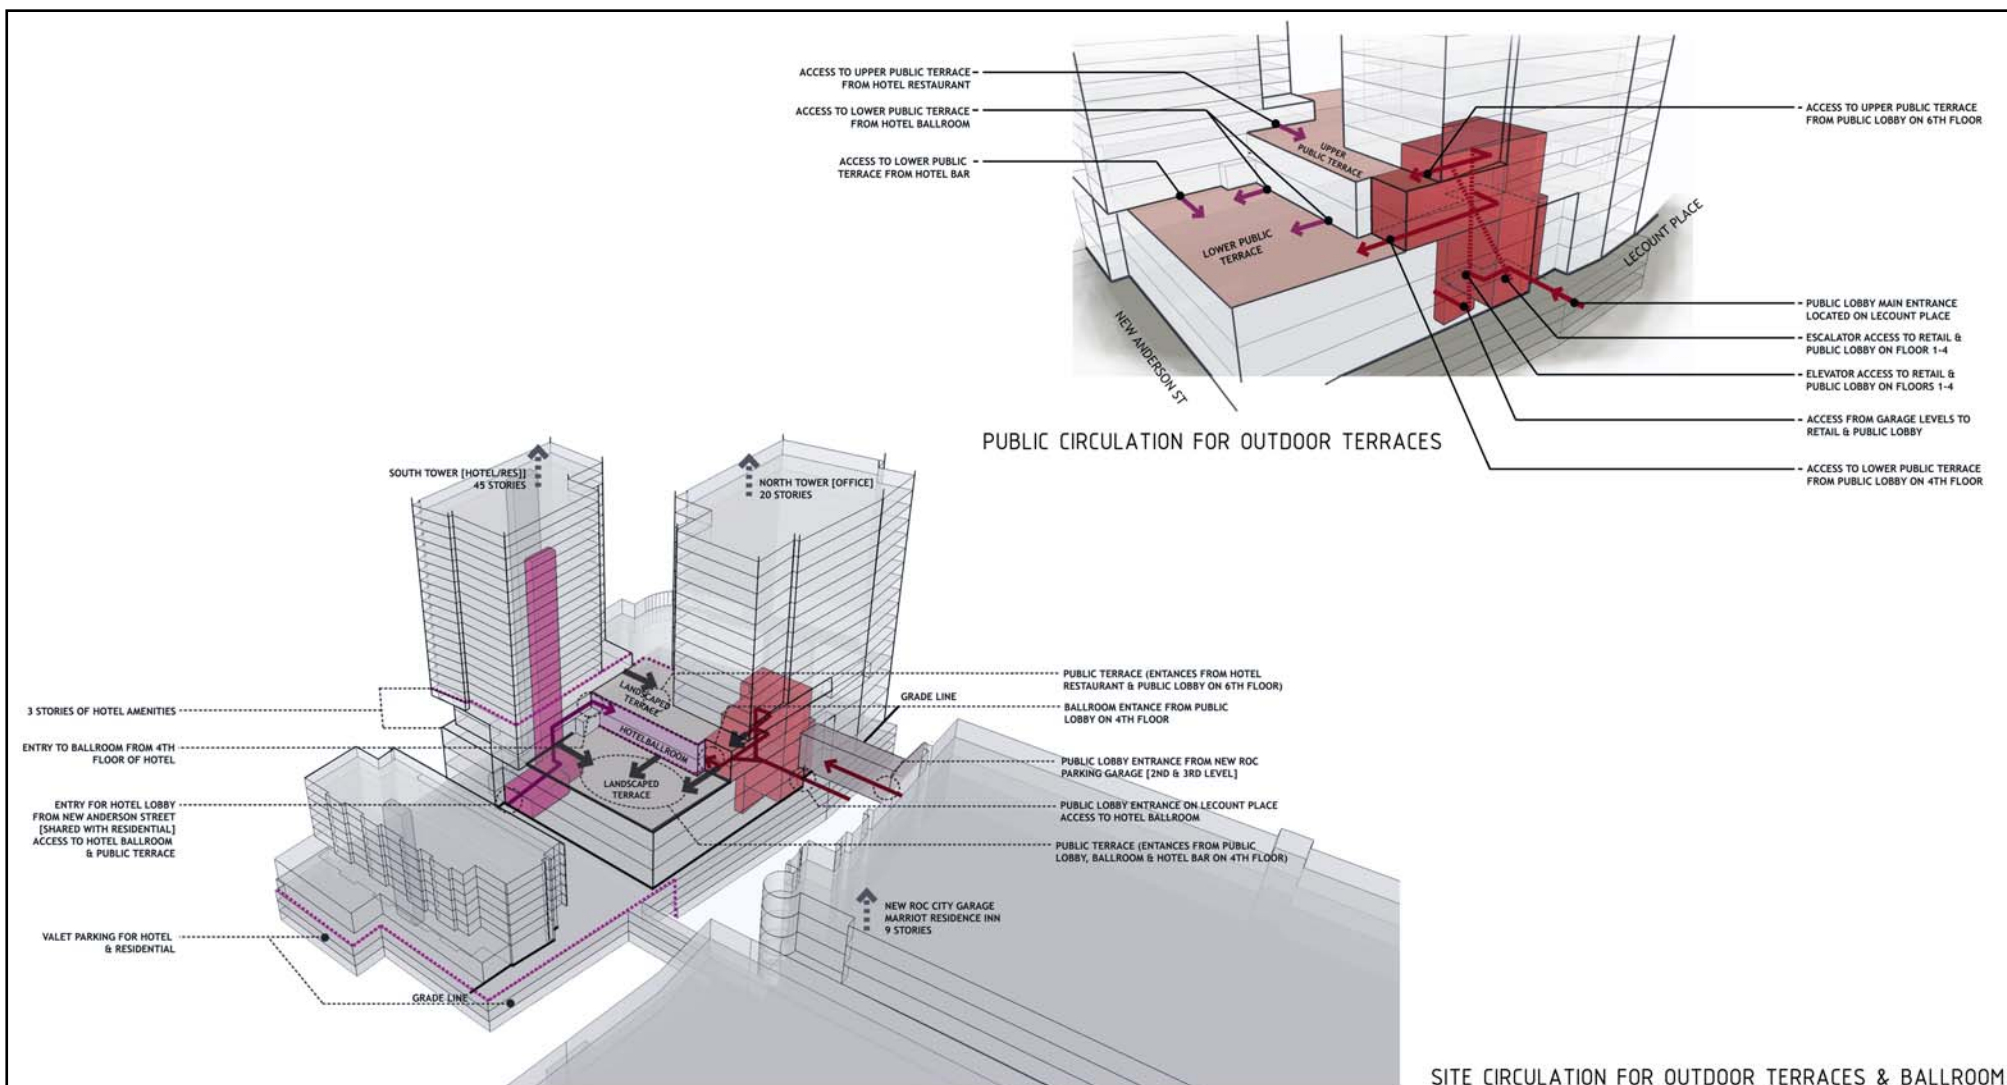 ACCESS TO UPPER PUBLIC TERRACE
FROM HOTEL RESTAURANT
ACCESS TO LOWER PUBLIC TERRACE
FROM HOTEL BALLROOM
ACCESS TO LOWER PUBLIC
TERRACE FROM HOTEL BAR
UPPER
PUBLIC TERRACE
LOWER PUBLIC
TERRACE
NEW ANDERSON ST
LECOUNT PLACE
ACCESS TO UPPER PUBLIC TERRACE
FROM PUBLIC LOBBY ON 6TH FLOOR
PUBLIC LOBBY MAIN ENTRANCE
LOCATED ON LECOUNT PLACE
ESCALATOR ACCESS TO RETAIL &
PUBLIC LOBBY ON FLOOR 1-4
ELEVATOR ACCESS TO RETAIL &
PUBLIC LOBBY ON FLOORS 1-4
ACCESS FROM GARAGE LEVELS TO
RETAIL & PUBLIC LOBBY
ACCESS TO LOWER PUBLIC TERRACE
FROM PUBLIC LOBBY ON 4TH FLOOR
PUBLIC CIRCULATION FOR OUTDOOR TERRACES
SOUTH TOWER [HOTEL/RES]]
45 STORIES
NORTH TOWER [OFFICE]
20 STORIES
3 STORIES OF HOTEL AMENITIES
ENTRY TO BALLROOM FROM 4TH
FLOOR OF HOTEL
ENTRY FOR HOTEL LOBBY
FROM NEW ANDERSON STREET
[SHARED WITH RESIDENTIAL]
ACCESS TO HOTEL BALLROOM
& PUBLIC TERRACE
VALET PARKING FOR HOTEL
& RESIDENTIAL
GRADE LINE
LANDSCAPED
TERRACE
HOTELBALLROOM
LANDSCAPED
TERRACE
GRADE LINE
PUBLIC TERRACE (ENTANCES FROM HOTEL
RESTAURANT & PUBLIC LOBBY ON 6TH FLOOR)
BALLROOM ENTANCE FROM PUBLIC
LOBBY ON 4TH FLOOR
PUBLIC LOBBY ENTRANCE FROM NEW ROC
PARKING GARAGE [2ND & 3RD LEVEL]
PUBLIC LOBBY ENTRANCE ON LECOUNT PLACE
ACCESS TO HOTEL BALLROOM
PUBLIC TERRACE (ENTANCES FROM PUBLIC
LOBBY, BALLROOM & HOTEL BAR ON 4TH FLOOR)
NEW ROC CITY GARAGE
MARRIOT RESIDENCE INN
9 STORIES
SITE CIRCULATION FOR OUTDOOR TERRACES & BALLROOM